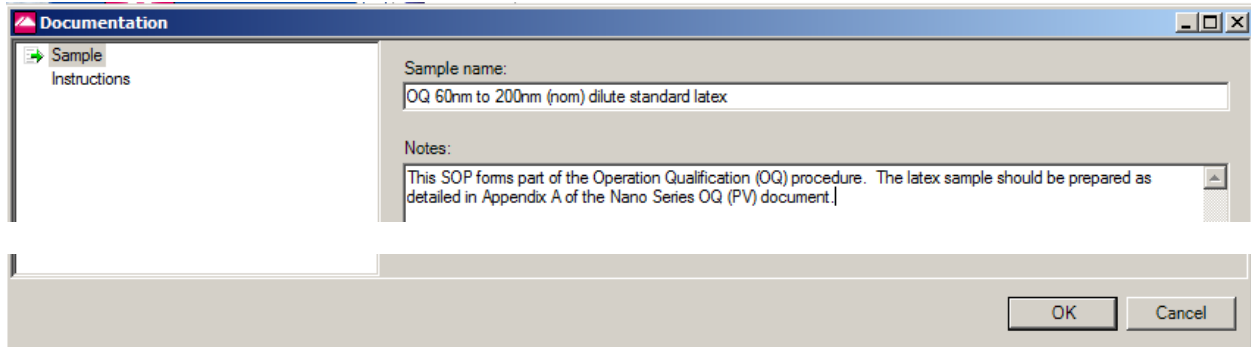 Documentation
Sample
Instructions
Sample name:
OQ 60nm to 200nm (nom) dilute standard latex
Notes:
This SOP forms part of the Operation Qualification (OQ) procedure.  The latex sample should be prepared as
detailed in Appendix A of the Nano Series OQ (PV) document.
OK
Cancel